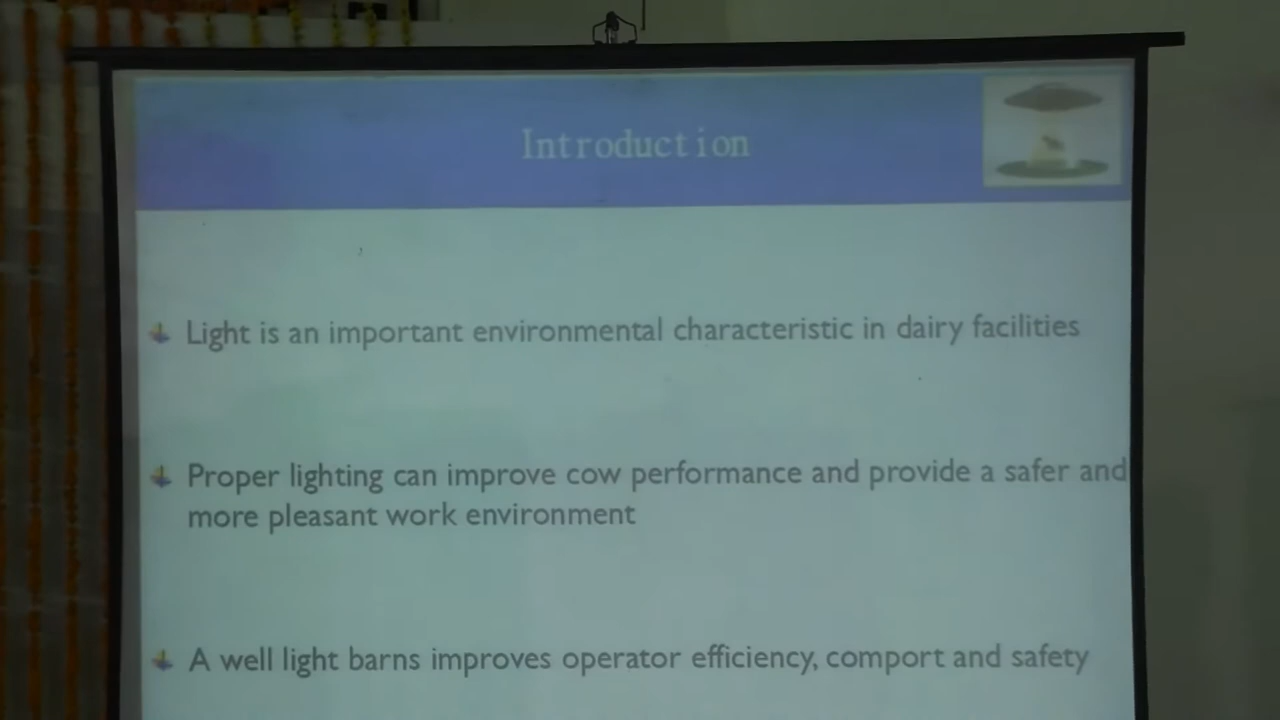 Introduction
Light is an important environmental characteristic in dairy facilities
Proper lighting can improve cow performance and provide a safer and
more pleasant work environment
A well light barns improves operator efficiency, comport and safety